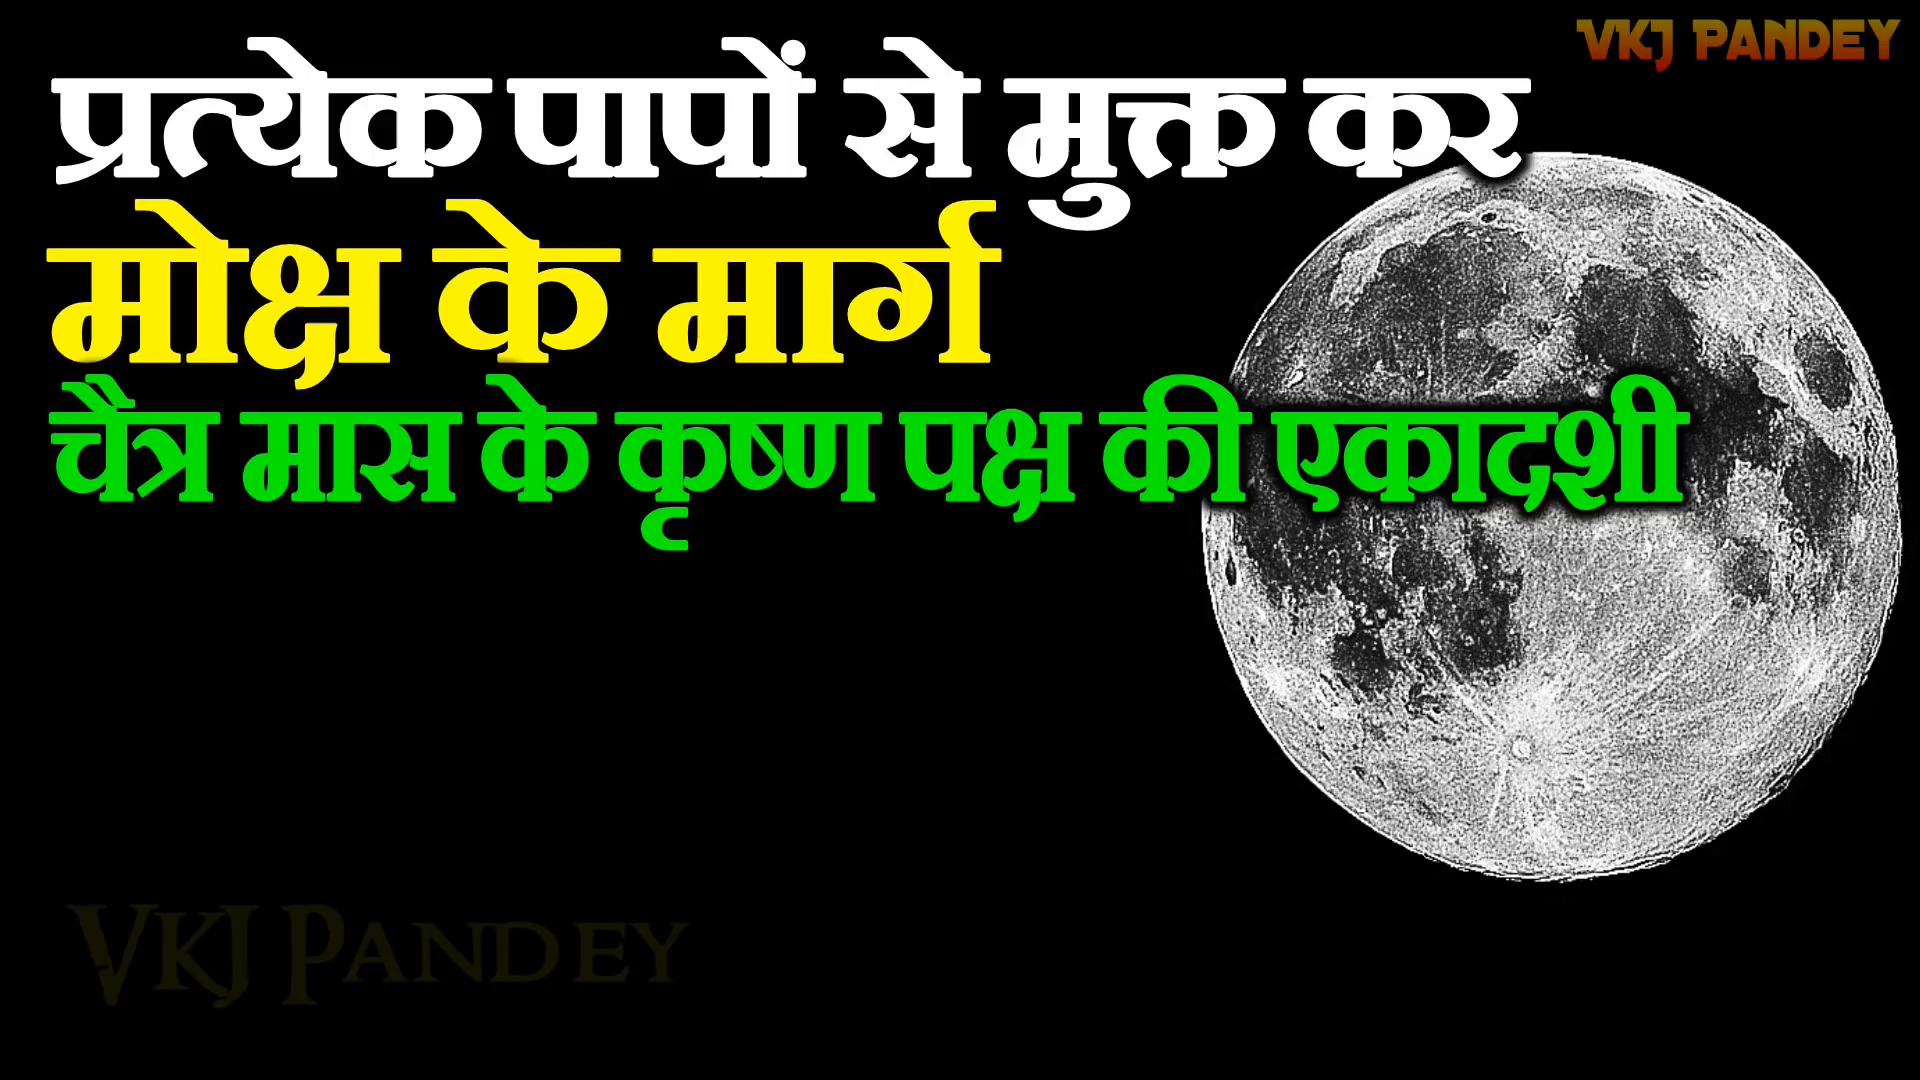 VKJ PANDEY
प्रत्येक पापों से मुक्त कर
मोक्ष के मार्ग
चैत्र मास के कृष्ण पक्ष की एकादशी
VKJ PANDEY